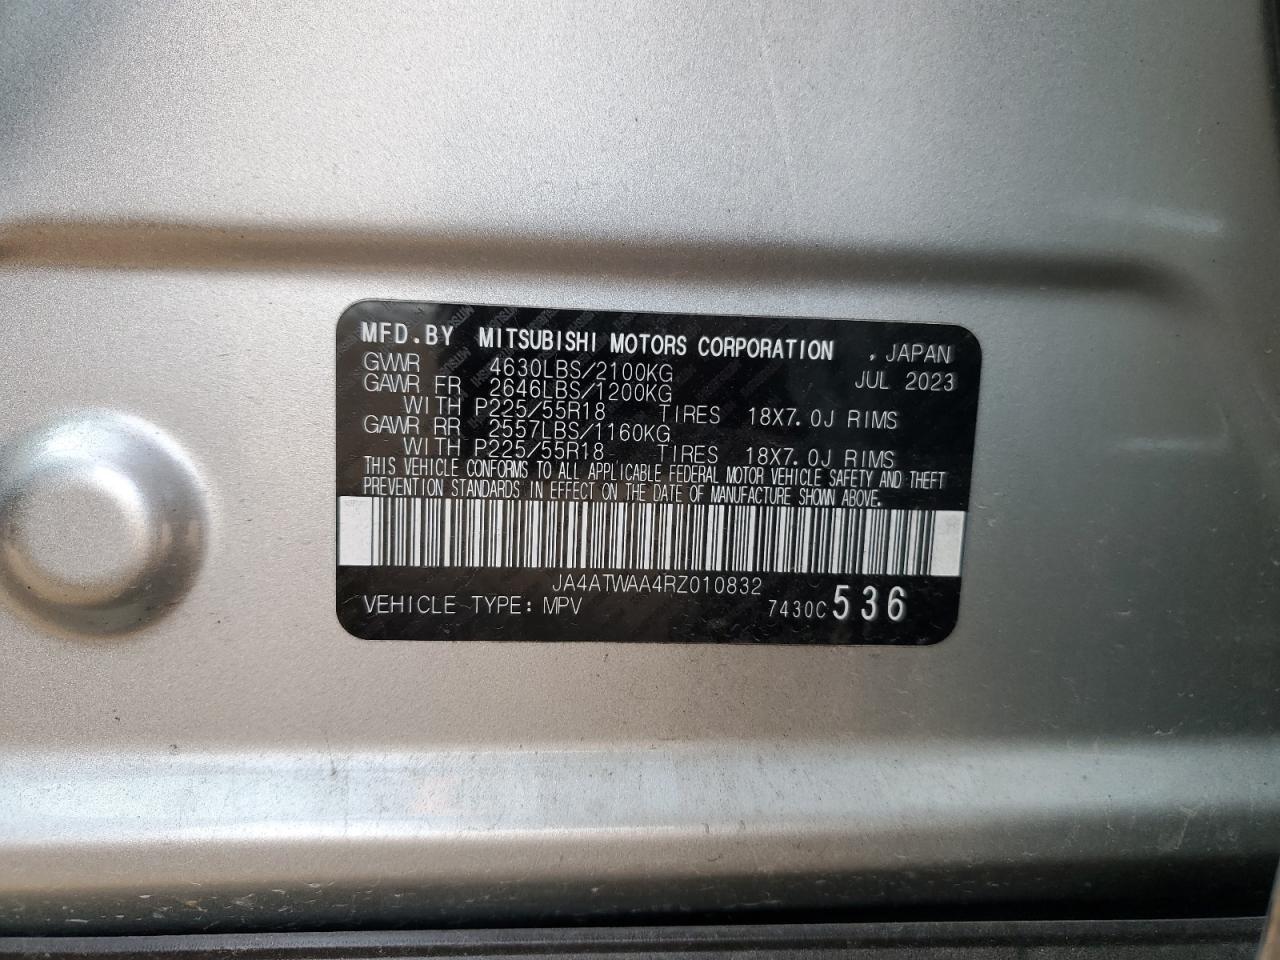 MFD.BY MITSUBISHI MOTORS CORPORATION , JAPAN
GVWR 4630LBS/2100KG JUL 2023
GAWR FR 2646LBS/1200KG
WITH P225/55R18 TIRES 18X7.0J RIMS
GAWR RR 2557LBS/1160KG
WITH P225/55R18 TIRES 18X7.0J RIMS
THIS VEHICLE CONFORMS TO ALL APPLICABLE FEDERAL MOTOR VEHICLE SAFETY AND THEFT
PREVENTION STANDARDS IN EFFECT ON THE DATE OF MANUFACTURE SHOWN ABOVE.
JA4ATWAA4RZ010832
VEHICLE TYPE: MPV 7430C 536